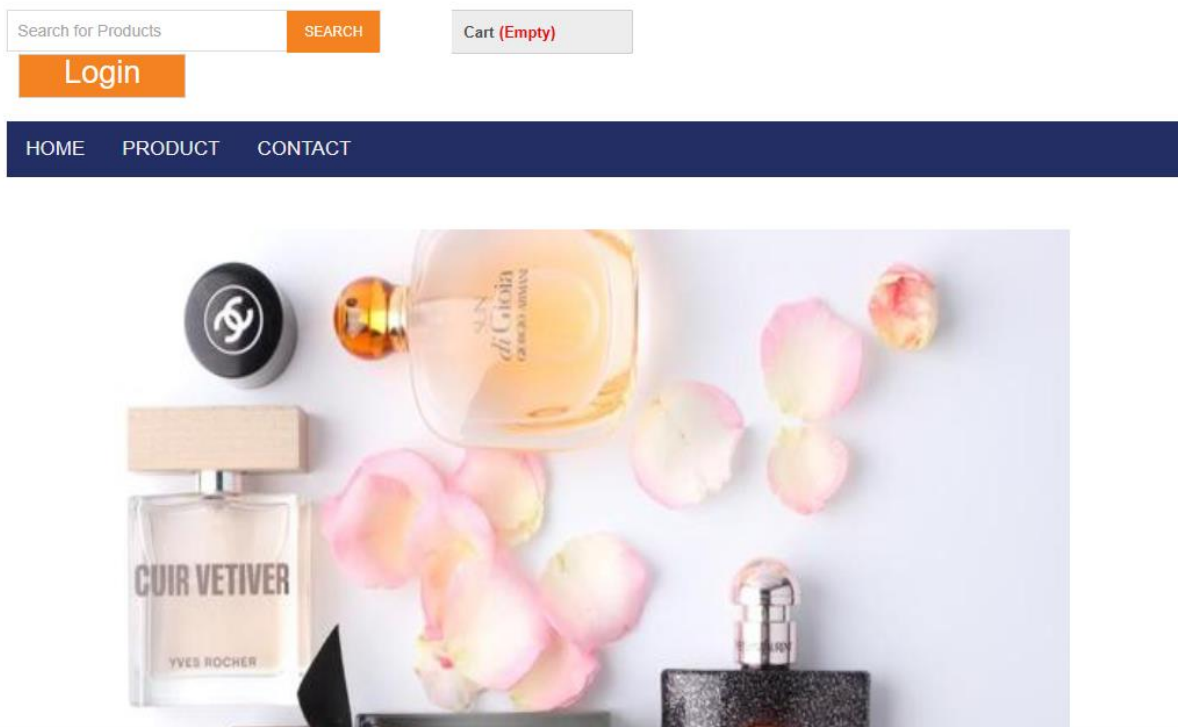 Search for Products
SEARCH
Cart (Empty)
Login
HOME PRODUCT CONTACT
SUN
di Gioia
GIORGIO ARMANI
CUIR VETIVER
YVES ROCHER